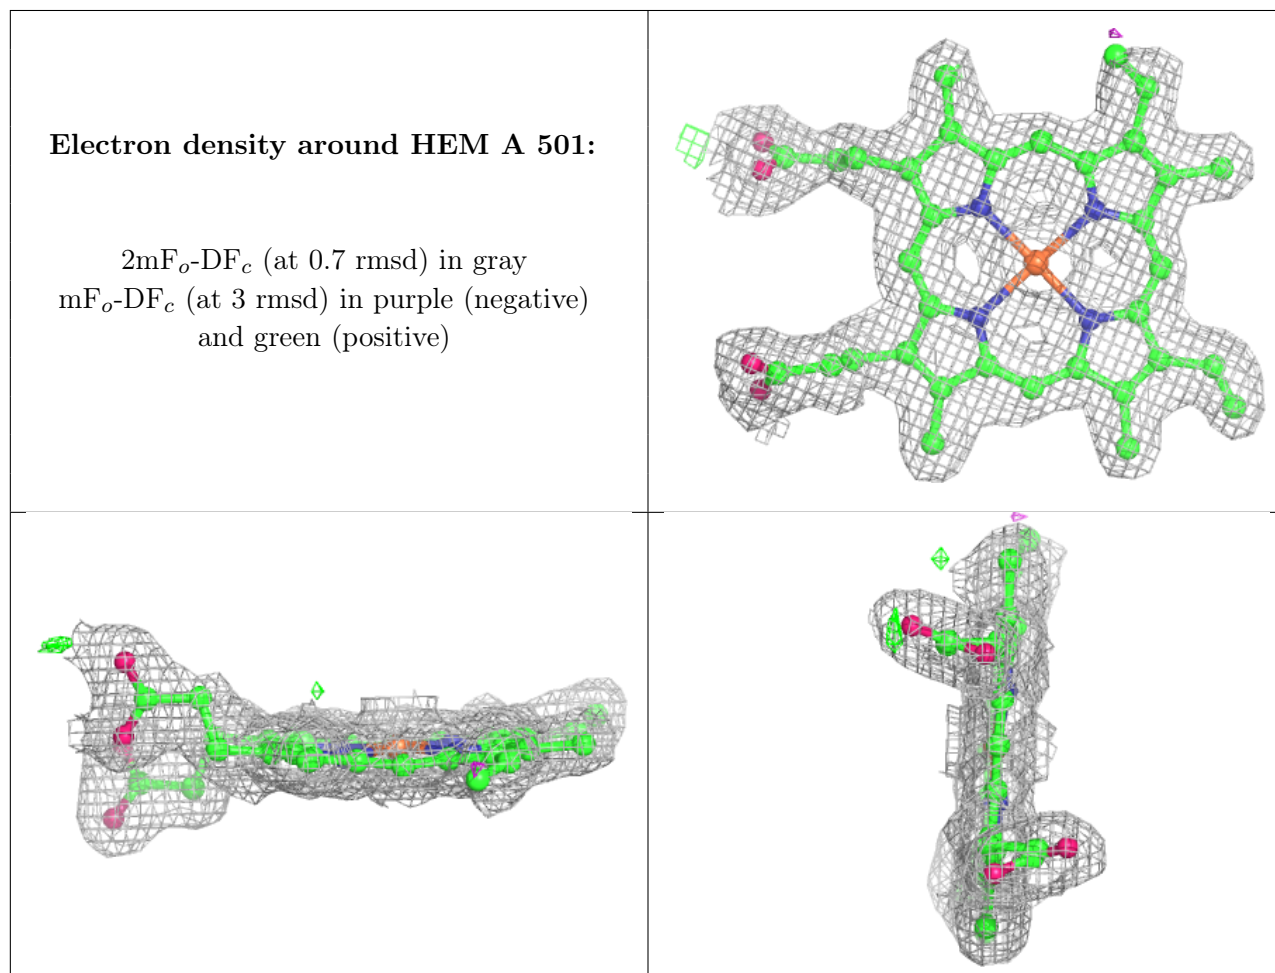 Electron density around HEM A 501:
2mFo-DFc (at 0.7 rmsd) in gray
mFo-DFc (at 3 rmsd) in purple (negative)
and green (positive)